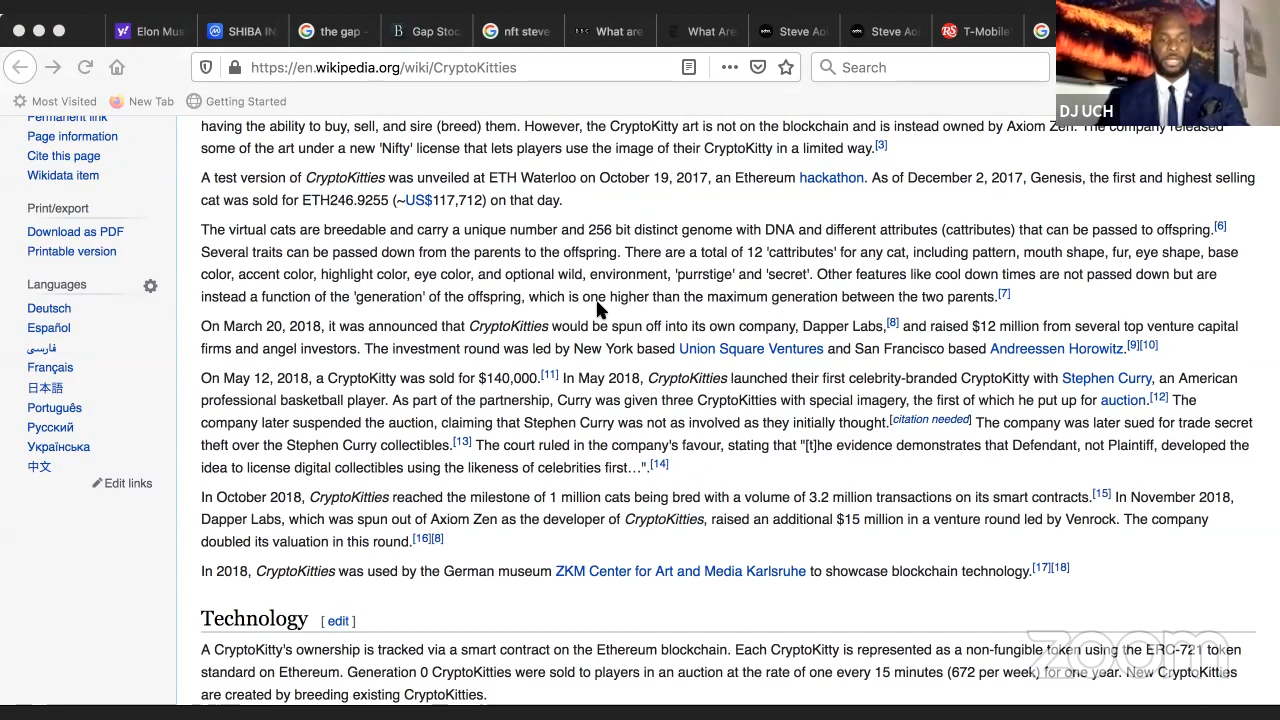 Elon Mus
SHIBA IN
the gap -
Gap Stoc
nft steve
What are
What Are
Steve Aol
Steve Aol
T-Mobile
https://en.wikipedia.org/wiki/CryptoKitties
Search
Most Visited
New Tab
Getting Started
DJ UCH
Permanent link
Page information
Cite this page
Wikidata item
Print/export
Download as PDF
Printable version
Languages
Deutsch
Español
فارسی
Français
日本語
Português
Русский
Українська
中文
Edit links
having the ability to buy, sell, and sire (breed) them. However, the CryptoKitty art is not on the blockchain and is instead owned by Axiom Zen. The company released
some of the art under a new 'Nifty' license that lets players use the image of their CryptoKitty in a limited way.[3]
A test version of CryptoKitties was unveiled at ETH Waterloo on October 19, 2017, an Ethereum hackathon. As of December 2, 2017, Genesis, the first and highest selling
cat was sold for ETH246.9255 (~US$117,712) on that day.
The virtual cats are breedable and carry a unique number and 256 bit distinct genome with DNA and different attributes (cattributes) that can be passed to offspring.[6]
Several traits can be passed down from the parents to the offspring. There are a total of 12 'cattributes' for any cat, including pattern, mouth shape, fur, eye shape, base
color, accent color, highlight color, eye color, and optional wild, environment, 'purrstige' and 'secret'. Other features like cool down times are not passed down but are
instead a function of the 'generation' of the offspring, which is one higher than the maximum generation between the two parents.[7]
On March 20, 2018, it was announced that CryptoKitties would be spun off into its own company, Dapper Labs,[8] and raised $12 million from several top venture capital
firms and angel investors. The investment round was led by New York based Union Square Ventures and San Francisco based Andreessen Horowitz.[9][10]
On May 12, 2018, a CryptoKitty was sold for $140,000.[11] In May 2018, CryptoKitties launched their first celebrity-branded CryptoKitty with Stephen Curry, an American
professional basketball player. As part of the partnership, Curry was given three CryptoKitties with special imagery, the first of which he put up for auction.[12] The
company later suspended the auction, claiming that Stephen Curry was not as involved as they initially thought.[citation needed] The company was later sued for trade secret
theft over the Stephen Curry collectibles.[13] The court ruled in the company's favour, stating that "[t]he evidence demonstrates that Defendant, not Plaintiff, developed the
idea to license digital collectibles using the likeness of celebrities first…".[14]
In October 2018, CryptoKitties reached the milestone of 1 million cats being bred with a volume of 3.2 million transactions on its smart contracts.[15] In November 2018,
Dapper Labs, which was spun out of Axiom Zen as the developer of CryptoKitties, raised an additional $15 million in a venture round led by Venrock. The company
doubled its valuation in this round.[16][8]
In 2018, CryptoKitties was used by the German museum ZKM Center for Art and Media Karlsruhe to showcase blockchain technology.[17][18]
Technology [ edit ]
A CryptoKitty's ownership is tracked via a smart contract on the Ethereum blockchain. Each CryptoKitty is represented as a non-fungible token using the ERC-721 token
standard on Ethereum. Generation 0 CryptoKitties were sold to players in an auction at the rate of one every 15 minutes (672 per week) for one year. New CryptoKitties
are created by breeding existing CryptoKitties.
zoom